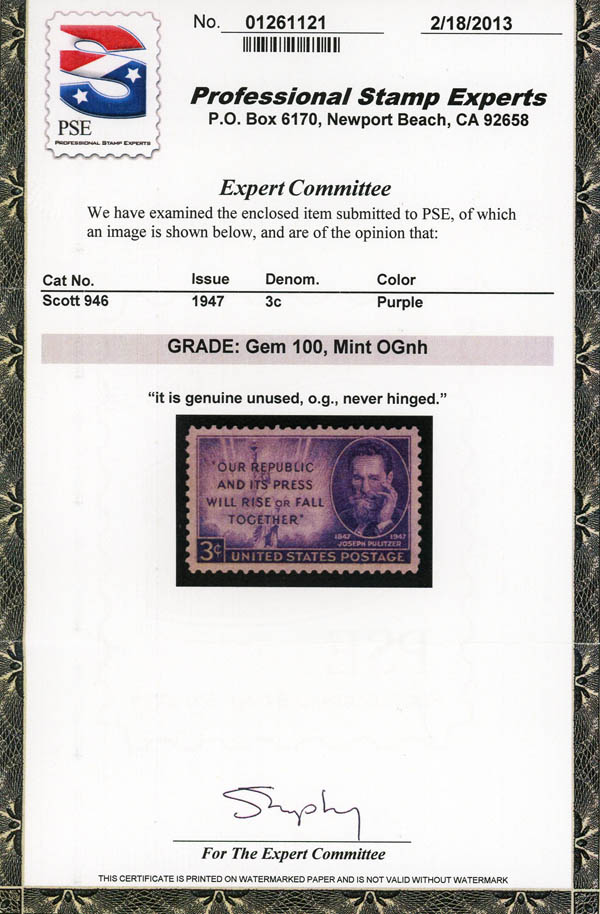 No. 01261121 2/18/2013
PSE
PROFESSIONAL STAMP EXPERTS
Professional Stamp Experts
P.O. Box 6170, Newport Beach, CA 92658
Expert Committee
We have examined the enclosed item submitted to PSE, of which
an image is shown below, and are of the opinion that:
Cat No. Issue Denom. Color
Scott 946 1947 3c Purple
GRADE: Gem 100, Mint OGnh
“it is genuine unused, o.g., never hinged.”
"OUR REPUBLIC
AND ITS PRESS
WILL RISE OR FALL
TOGETHER"
1847 1947
JOSEPH PULITZER
3¢ UNITED STATES POSTAGE
For The Expert Committee
THIS CERTIFICATE IS PRINTED ON WATERMARKED PAPER AND IS NOT VALID WITHOUT WATERMARK